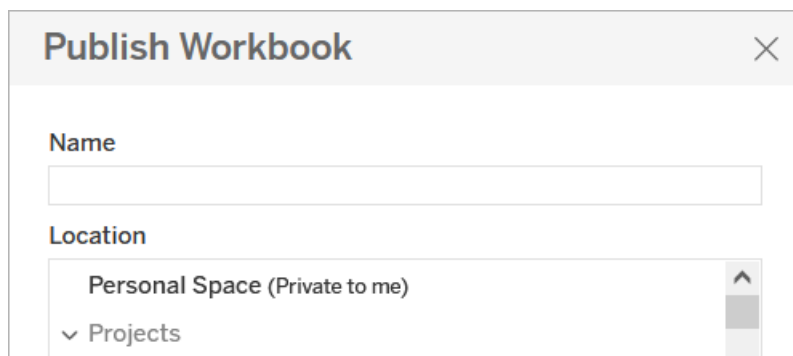 Publish Workbook
Name
Location
Personal Space (Private to me)
Projects